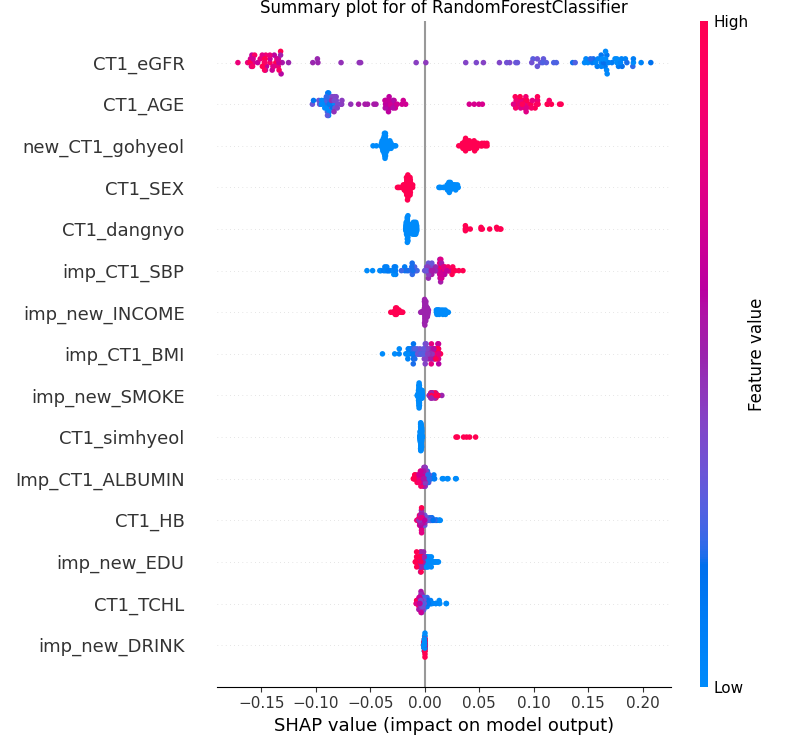 Summary plot for of RandomForestClassifier
High
CT1_eGFR
CT1_AGE
new_CT1_gohyeol
CT1_SEX
CT1_dangnyo
imp_CT1_SBP
imp_new_INCOME
imp_CT1_BMI
imp_new_SMOKE
CT1_simhyeol
Imp_CT1_ALBUMIN
CT1_HB
imp_new_EDU
CT1_TCHL
imp_new_DRINK
Feature value
Low
−0.15 −0.10 −0.05 0.00 0.05 0.10 0.15 0.20
SHAP value (impact on model output)